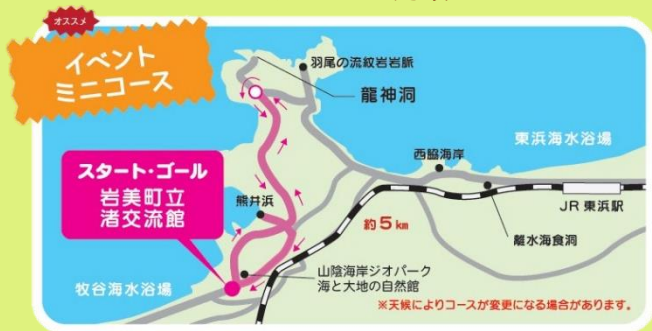 オススメ
イベント
ミニコース
羽尾の流紋岩岩脈
龍神洞
東浜海水浴場
西脇海岸
スタート・ゴール
岩美町立
渚交流館
JR 東浜駅
熊井浜
約5km
離水海食洞
山陰海岸ジオパーク
海と大地の自然館
牧谷海水浴場
※天候によりコースが変更になる場合があります。